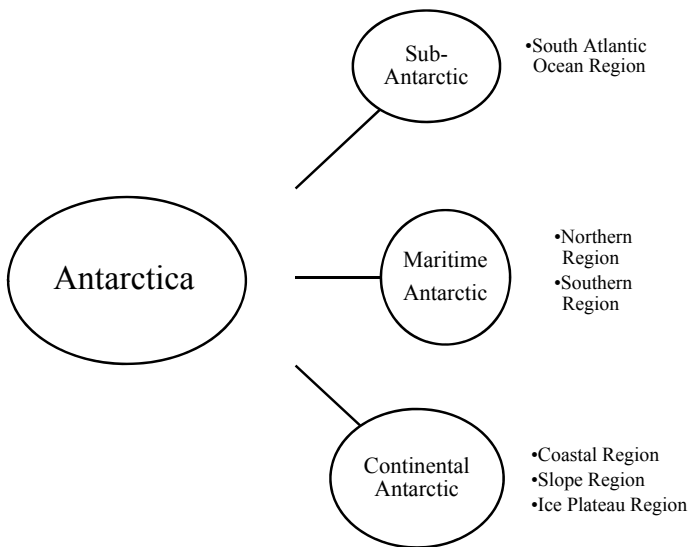 Sub-
Antarctic
•South Atlantic
Ocean Region
Antarctica
Maritime
Antarctic
•Northern
Region
•Southern
Region
Continental
Antarctic
•Coastal Region
•Slope Region
•Ice Plateau Region